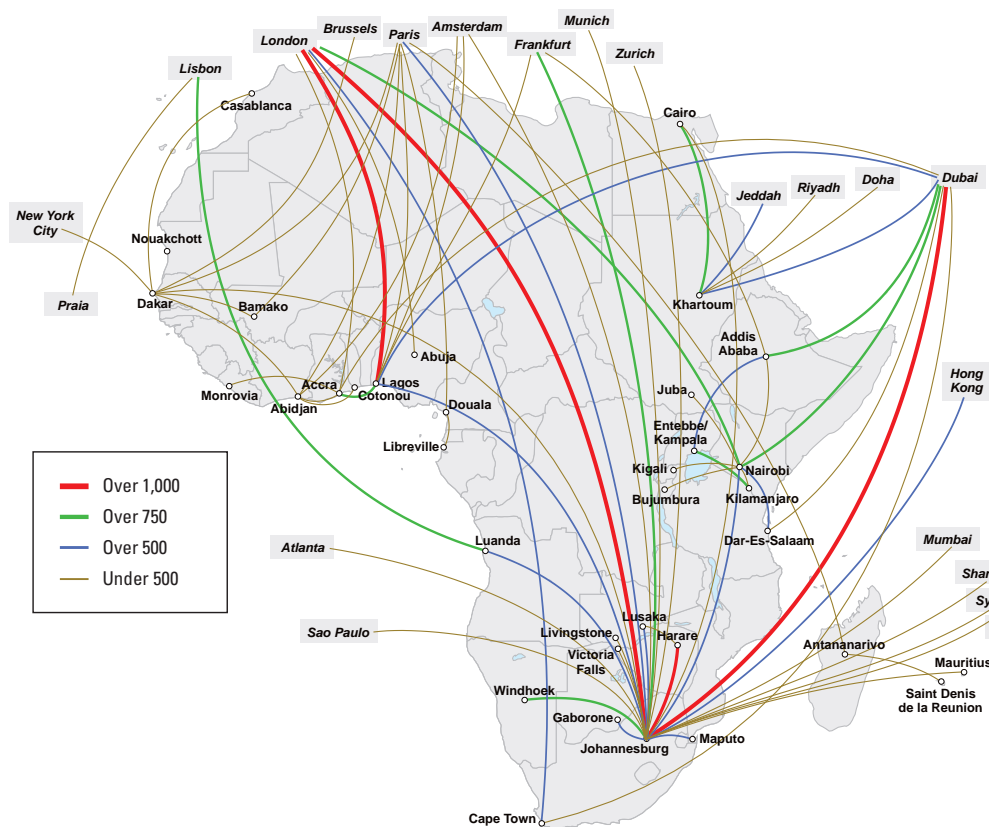 Munich
Brussels
Paris
Amsterdam
London
Frankfurt
Zurich
Lisbon
Casablanca
Cairo
Dubai
Doha
Riyadh
Jeddah
New York
City
Nouakchott
Praia
Dakar
Bamako
Khartoum
Addis
Ababa
Abuja
Hong
Kong
Monrovia
Accra
Lagos
Cotonou
Abidjan
Juba
Douala
Entebbe/
Kampala
Libreville
Kigali
Nairobi
Bujumbura
Kilimanjaro
Over 1,000
Over 750
Over 500
Under 500
Luanda
Dar-Es-Salaam
Atlanta
Mumbai
Shar
Sy
Sao Paulo
Lusaka
Livingstone
Harare
Victoria
Falls
Antananarivo
Mauritius
Windhoek
Saint Denis
de la Reunion
Gaborone
Johannesburg
Maputo
Cape Town